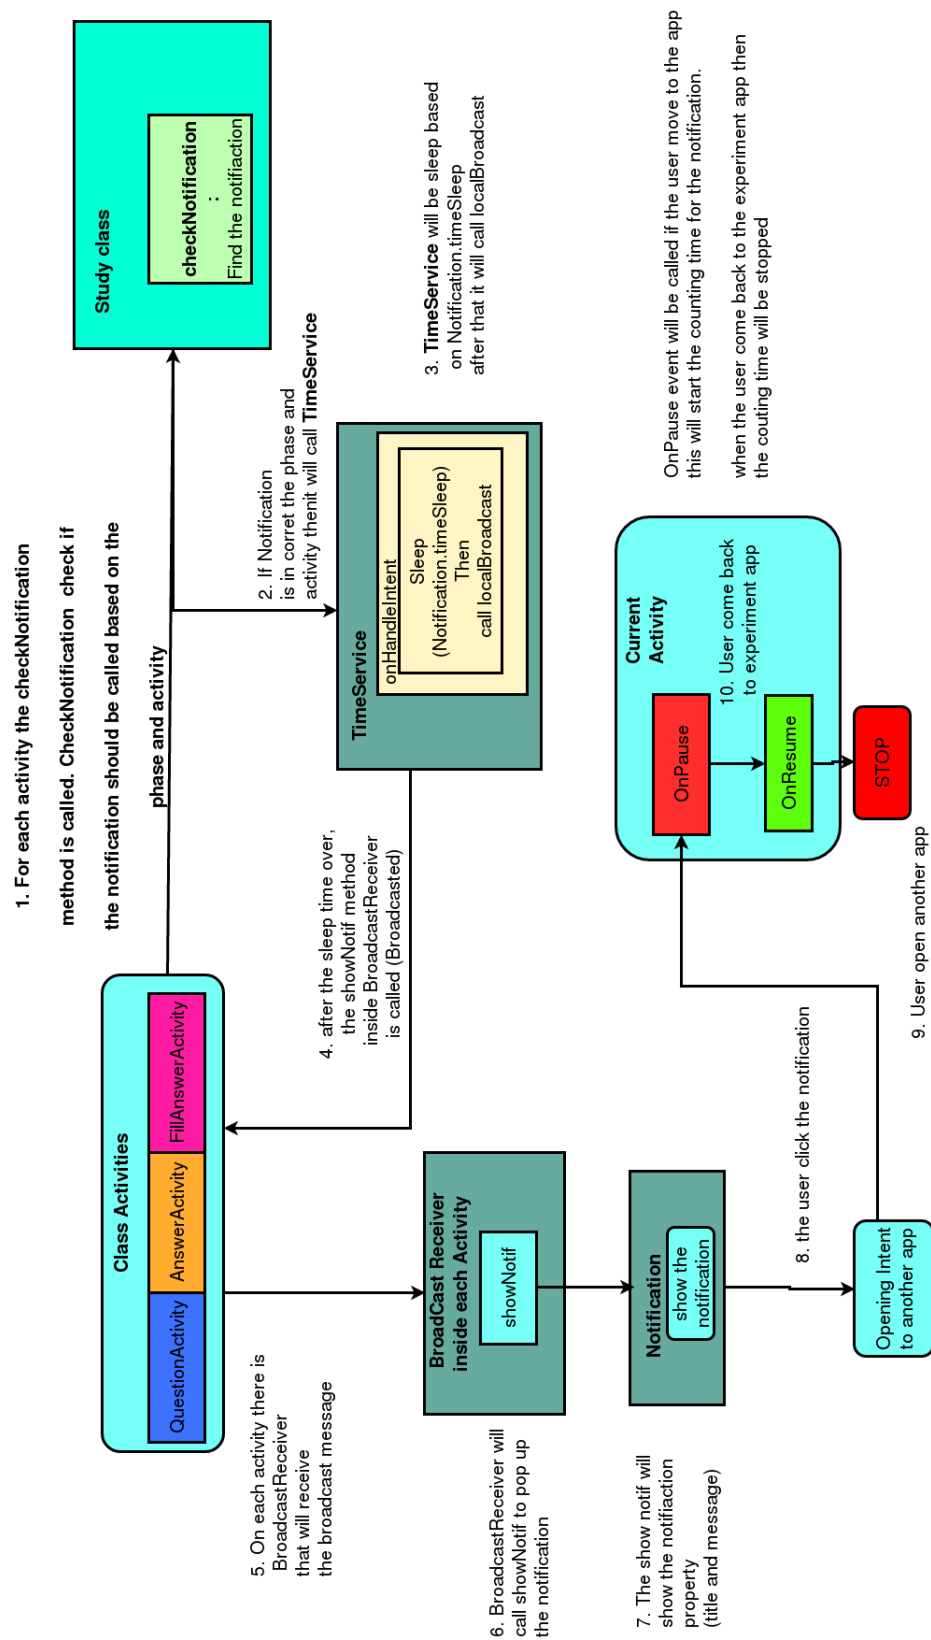 1. For each activity the checkNotification
method is called. CheckNotification check if
the notification should be called based on the
phase and activity
Study class
checkNotification
:
Find the notifiaction
Class Activities
QuestionActivity
AnswerActivity
FillAnswerActivity
2. If Notification
is in corret the phase and
activity thenit will call TimeService
3. TimeService will be sleep based
on Notification.timeSleep
after that it will call localBroadcast
TimeService
onHandleIntent
Sleep
(Notification.timeSleep)
Then
call localBroadcast
4. after the sleep time over,
the showNotif method
inside BroadcastReceiver
is called (Broadcasted)
5. On each activity there is
BroadcastReceiver
that will receive
the broadcast message
BroadCast Receiver
inside each Activity
showNotif
6. BroadcastReceiver will
call showNotif to pop up
the notification
Notification
show the
notification
7. The show notif will
show the notifiaction
property
(title and message)
8. the user click the notification
Opening Intent
to another app
9. User open another app
Current
Activity
OnPause
10. User come back
to experiment app
OnResume
STOP
OnPause event will be called if the user move to the app
this will start the counting time for the notification.
when the user come back to the experiment app then
the couting time will be stopped